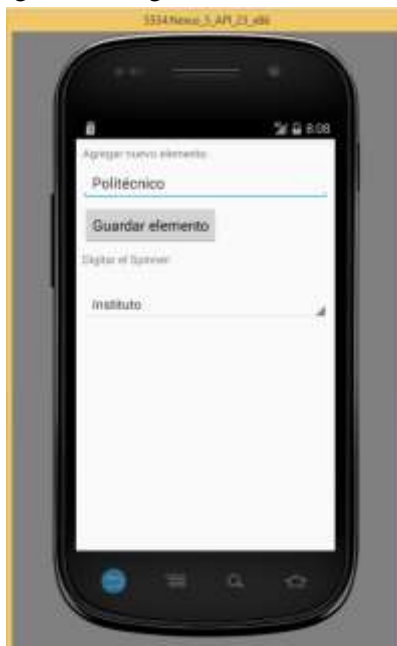 5554:Nexus_5_API_23_x86
8:08
Agregar nuevo elemento
Politécnico
Guardar elemento
Digitar el Spinner
Instituto